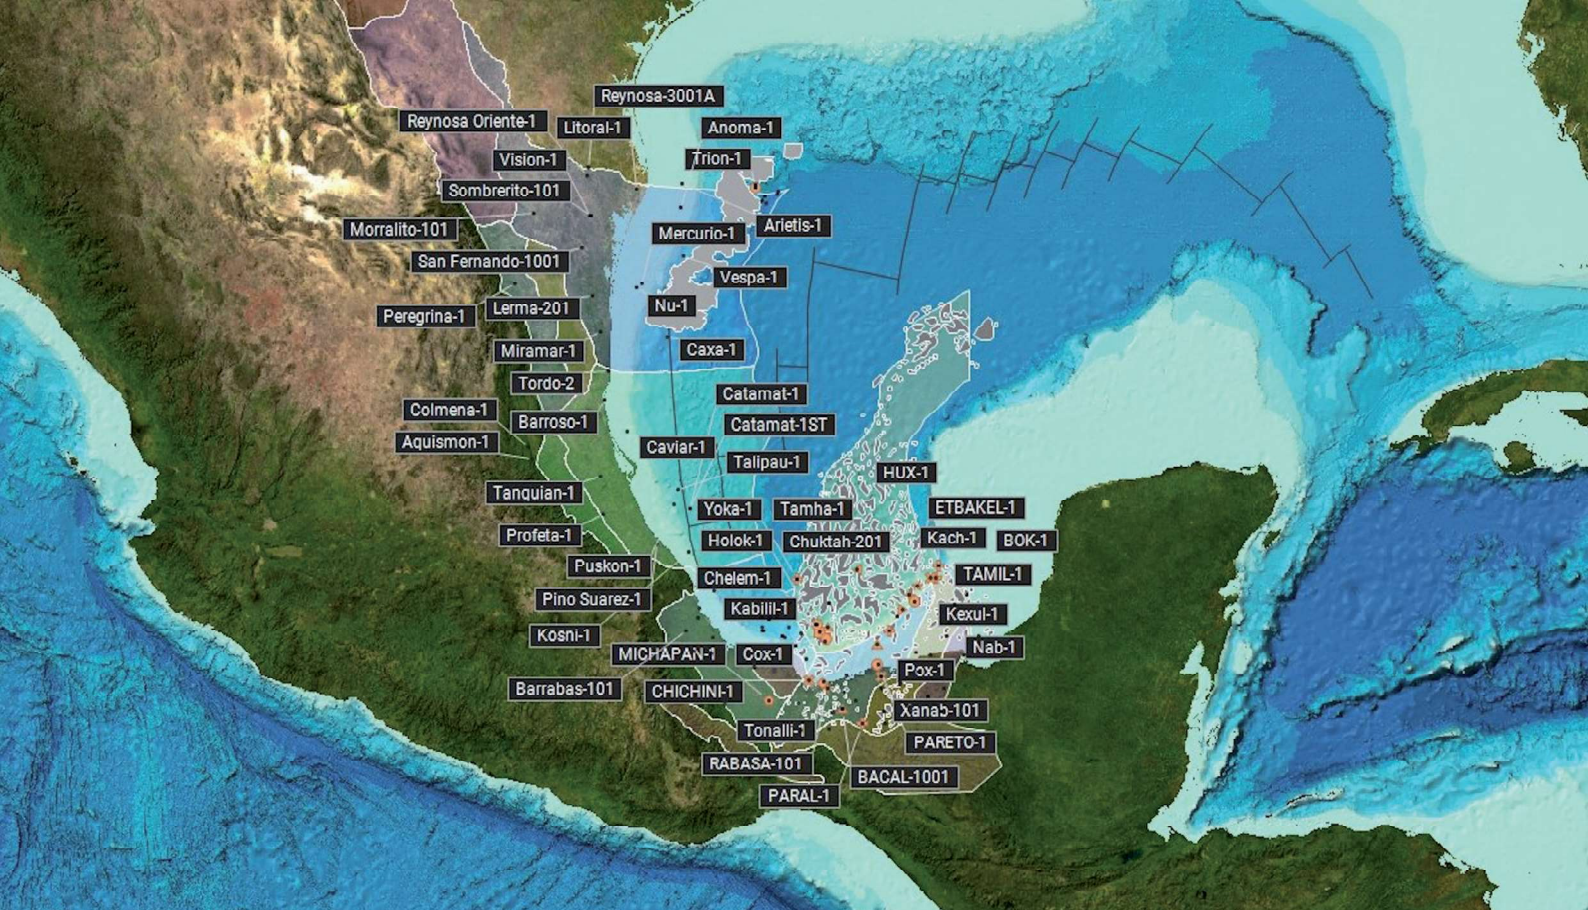 Reynosa-3001A
Reynosa Oriente-1
Litoral-1
Anoma-1
Vision-1
Trion-1
Sombrerito-101
Morralito-101
Mercurio-1
Arietis-1
San Fernando-1001
Vespa-1
Peregrina-1
Lerma-201
Nu-1
Miramar-1
Caxa-1
Tordo-2
Catamat-1
Colmena-1
Barroso-1
Catamat-1ST
Aquismon-1
Caviar-1
Talipau-1
HUX-1
Tanquian-1
Yoka-1
Tamha-1
ETBAKEL-1
Profeta-1
Holok-1
Chuktah-201
Kach-1
BOK-1
Puskon-1
Chelem-1
TAMIL-1
Pino Suarez-1
Kabilil-1
Kexul-1
Kosni-1
MICHAPAN-1
Cox-1
Nab-1
Pox-1
Barrabas-101
CHICHINI-1
Xanab-101
Tonalli-1
PARETO-1
RABASA-101
BACAL-1001
PARAL-1